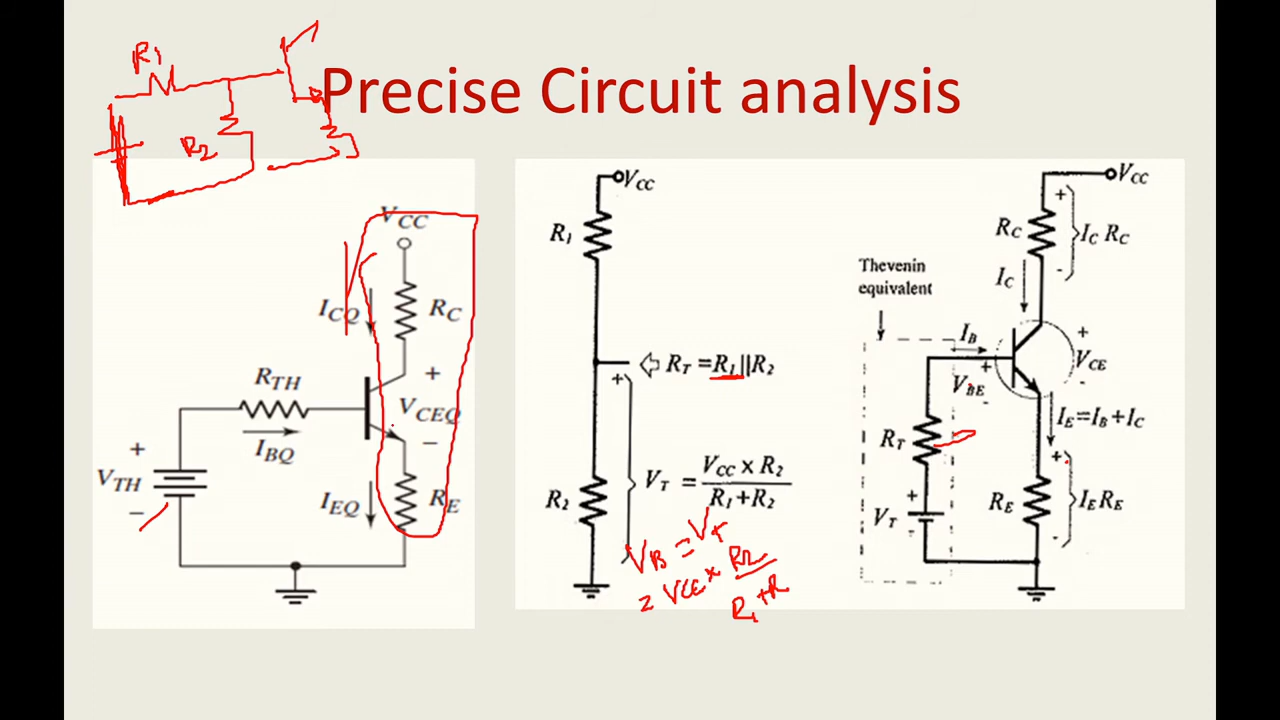 R1
R2
Precise Circuit analysis
VCC
ICQ
RC
RTH
+
VCEQ
−
IBQ
+
VTH
−
IEQ
RE
VCC
R1
RT = R1||R2
+
VT = VCC x R2
R1+R2
R2
VB = VT
= VCC × R2
R1 + R
VCC
+
RC
IC RC
-
Thevenin
equivalent
IC
IB
+
VCE
-
+
VBE
-
IE=IB+IC
RT
+
VT
-
+
RE
IE RE
-